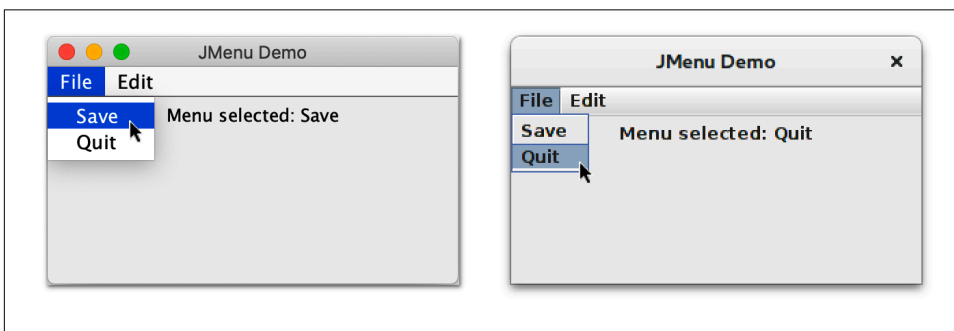 JMenu Demo
File Edit
Save
Menu selected: Save
Quit
JMenu Demo
File Edit
Save
Menu selected: Quit
Quit